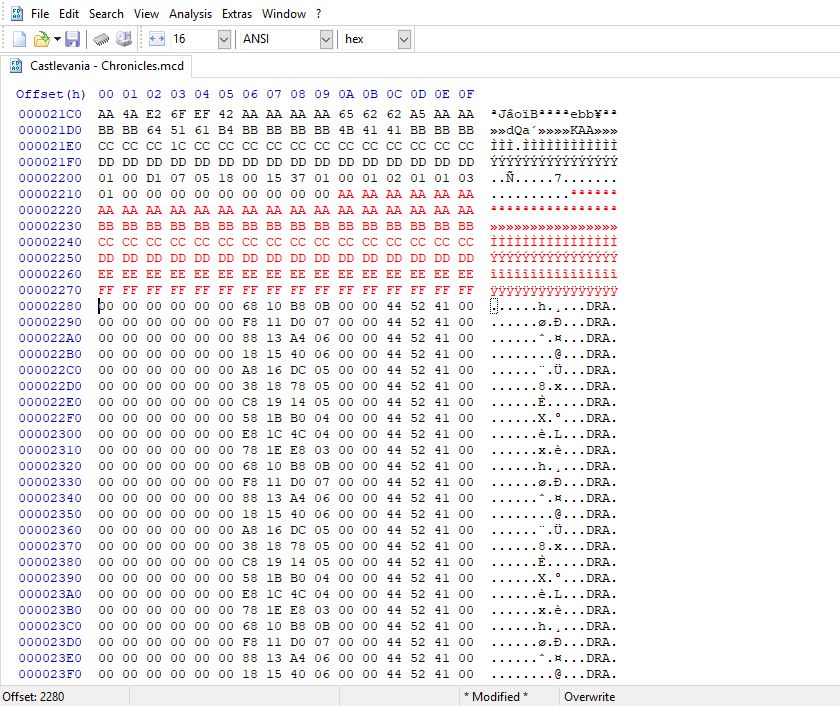 File Edit Search View Analysis Extras Window ?
16 ANSI hex
Castlevania - Chronicles.mcd
Offset(h) 00 01 02 03 04 05 06 07 08 09 0A 0B 0C 0D 0E 0F
000021C0 AA 4A E2 6F EF 42 AA AA AA AA 65 62 62 A5 AA AA ªJâoïBªªªªebb¥ªª
000021D0 BB BB 64 51 61 B4 BB BB BB BB 4B 41 41 BB BB BB »»dQa´»»»»KAA»»»
000021E0 CC CC CC 1C CC CC CC CC CC CC CC CC CC CC CC CC ÌÌÌ.ÌÌÌÌÌÌÌÌÌÌÌÌ
000021F0 DD DD DD DD DD DD DD DD DD DD DD DD DD DD DD DD ÝÝÝÝÝÝÝÝÝÝÝÝÝÝÝÝ
00002200 01 00 D1 07 05 18 00 15 37 01 00 01 02 01 01 03 ..Ñ.....7.......
00002210 01 00 00 00 00 00 00 00 00 00 AA AA AA AA AA AA ..........ªªªªªª
00002220 AA AA AA AA AA AA AA AA AA AA AA AA AA AA AA AA ªªªªªªªªªªªªªªªª
00002230 BB BB BB BB BB BB BB BB BB BB BB BB BB BB BB BB »»»»»»»»»»»»»»»»
00002240 CC CC CC CC CC CC CC CC CC CC CC CC CC CC CC CC ÌÌÌÌÌÌÌÌÌÌÌÌÌÌÌÌ
00002250 DD DD DD DD DD DD DD DD DD DD DD DD DD DD DD DD ÝÝÝÝÝÝÝÝÝÝÝÝÝÝÝÝ
00002260 EE EE EE EE EE EE EE EE EE EE EE EE EE EE EE EE îîîîîîîîîîîîîîîî
00002270 FF FF FF FF FF FF FF FF FF FF FF FF FF FF FF FF ÿÿÿÿÿÿÿÿÿÿÿÿÿÿÿÿ
00002280 00 00 00 00 00 00 68 10 B8 0B 00 00 44 52 41 00 ......h.¸...DRA.
00002290 00 00 00 00 00 00 F8 11 D0 07 00 00 44 52 41 00 ......ø.Ð...DRA.
000022A0 00 00 00 00 00 00 88 13 A4 06 00 00 44 52 41 00 ......ˆ.¤...DRA.
000022B0 00 00 00 00 00 00 18 15 40 06 00 00 44 52 41 00 ........@...DRA.
000022C0 00 00 00 00 00 00 A8 16 DC 05 00 00 44 52 41 00 ......¨.Ü...DRA.
000022D0 00 00 00 00 00 00 38 18 78 05 00 00 44 52 41 00 ......8.x...DRA.
000022E0 00 00 00 00 00 00 C8 19 14 05 00 00 44 52 41 00 ......È.....DRA.
000022F0 00 00 00 00 00 00 58 1B B0 04 00 00 44 52 41 00 ......X.°...DRA.
00002300 00 00 00 00 00 00 E8 1C 4C 04 00 00 44 52 41 00 ......è.L...DRA.
00002310 00 00 00 00 00 00 78 1E E8 03 00 00 44 52 41 00 ......x.è...DRA.
00002320 00 00 00 00 00 00 68 10 B8 0B 00 00 44 52 41 00 ......h.¸...DRA.
00002330 00 00 00 00 00 00 F8 11 D0 07 00 00 44 52 41 00 ......ø.Ð...DRA.
00002340 00 00 00 00 00 00 88 13 A4 06 00 00 44 52 41 00 ......ˆ.¤...DRA.
00002350 00 00 00 00 00 00 18 15 40 06 00 00 44 52 41 00 ........@...DRA.
00002360 00 00 00 00 00 00 A8 16 DC 05 00 00 44 52 41 00 ......¨.Ü...DRA.
00002370 00 00 00 00 00 00 38 18 78 05 00 00 44 52 41 00 ......8.x...DRA.
00002380 00 00 00 00 00 00 C8 19 14 05 00 00 44 52 41 00 ......È.....DRA.
00002390 00 00 00 00 00 00 58 1B B0 04 00 00 44 52 41 00 ......X.°...DRA.
000023A0 00 00 00 00 00 00 E8 1C 4C 04 00 00 44 52 41 00 ......è.L...DRA.
000023B0 00 00 00 00 00 00 78 1E E8 03 00 00 44 52 41 00 ......x.è...DRA.
000023C0 00 00 00 00 00 00 68 10 B8 0B 00 00 44 52 41 00 ......h.¸...DRA.
000023D0 00 00 00 00 00 00 F8 11 D0 07 00 00 44 52 41 00 ......ø.Ð...DRA.
000023E0 00 00 00 00 00 00 88 13 A4 06 00 00 44 52 41 00 ......ˆ.¤...DRA.
000023F0 00 00 00 00 00 00 18 15 40 06 00 00 44 52 41 00 ........@...DRA.
Offset: 2280 * Modified * Overwrite